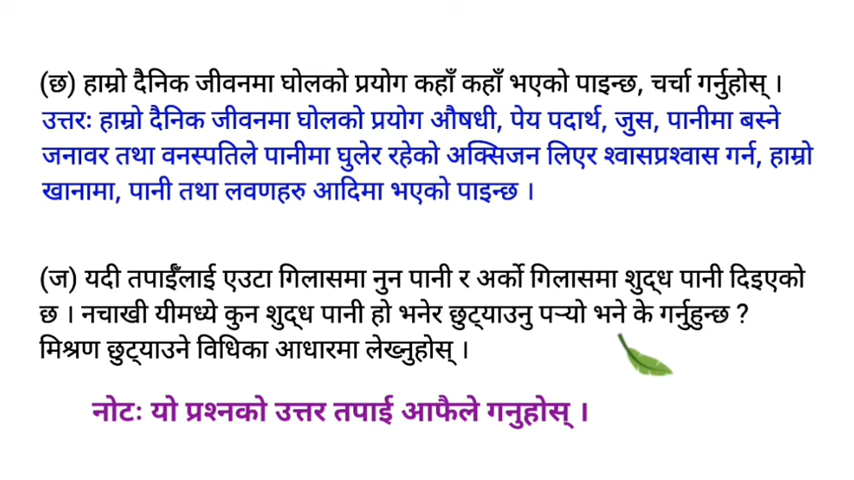 (छ) हाम्रो दैनिक जीवनमा घोलको प्रयोग कहाँ कहाँ भएको पाइन्छ, चर्चा गर्नुहोस् ।
उत्तरः हाम्रो दैनिक जीवनमा घोलको प्रयोग औषधी, पेय पदार्थ, जुस, पानीमा बस्ने
जनावर तथा वनस्पतिले पानीमा घुलेर रहेको अक्सिजन लिएर श्वासप्रश्वास गर्न, हाम्रो
खानामा, पानी तथा लवणहरु आदिमा भएको पाइन्छ ।
(ज) यदी तपाईँलाई एउटा गिलासमा नुन पानी र अर्को गिलासमा शुद्ध पानी दिइएको
छ । नचाखी यीमध्ये कुन शुद्ध पानी हो भनेर छुट्याउनु पऱ्यो भने के गर्नुहुन्छ ?
मिश्रण छुट्याउने विधिका आधारमा लेख्नुहोस् ।
नोटः यो प्रश्नको उत्तर तपाई आफैले गनुहोस् ।